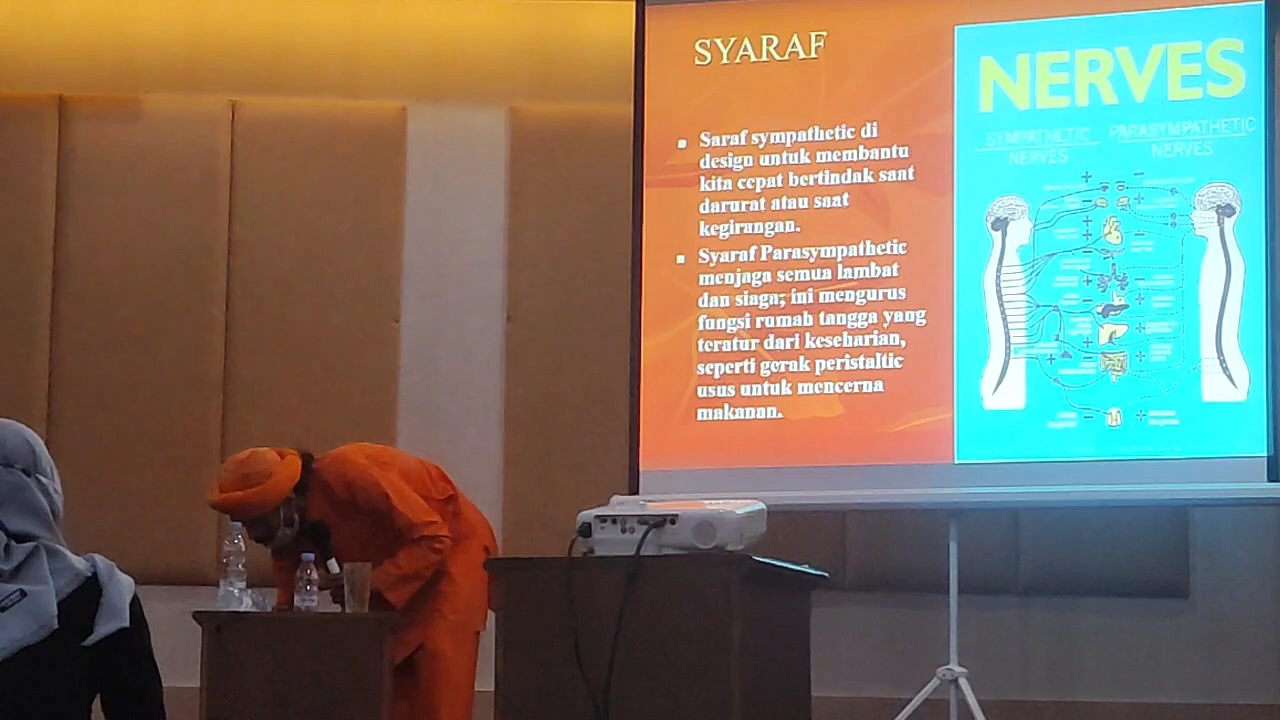 SYARAF
Saraf sympathetic di
design untuk membantu
kita cepat bertindak saat
darurat atau saat
kegirangan.
Syaraf Parasympathetic
menjaga semua lambat
dan siaga; ini mengurus
fungsi rumah tangga yang
teratur dari keseharian,
seperti gerak peristaltic
usus untuk mencerna
makanan.
NERVES
SYMPATHETIC
NERVES
PARASYMPATHETIC
NERVES